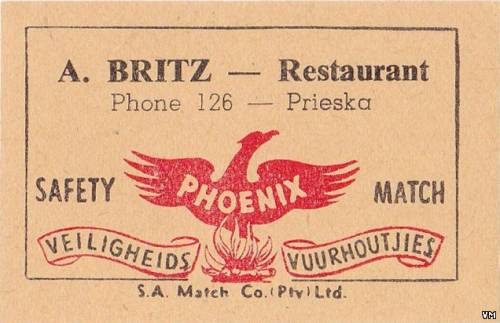 A. BRITZ — Restaurant
Phone 126 — Prieska
PHOENIX
SAFETY MATCH
VEILIGHEIDS VUURHOUTJIES
S.A. Match Co. (Pty) Ltd.
VM